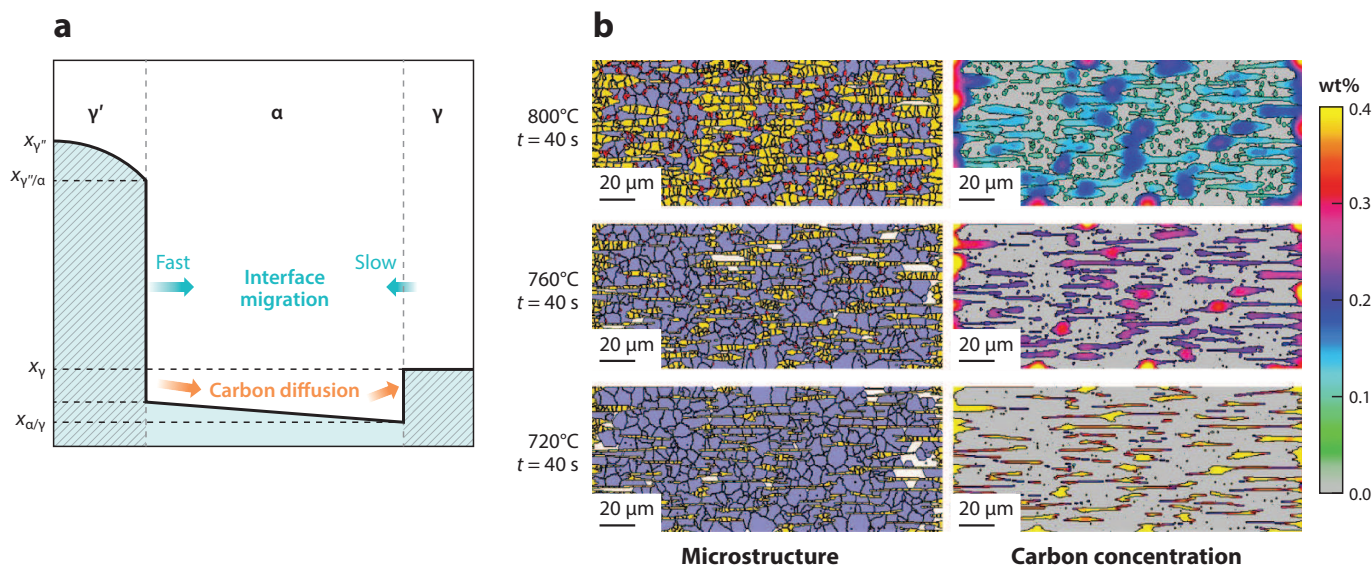 a
γ′
α
γ
xγ″
xγ″/α
Fast
Slow
Interface
migration
xγ
Carbon diffusion
xα/γ
b
wt%
800°C
t = 40 s
20 μm
20 μm
0.4
0.3
760°C
t = 40 s
20 μm
20 μm
0.2
0.1
720°C
t = 40 s
20 μm
20 μm
0.0
Microstructure
Carbon concentration